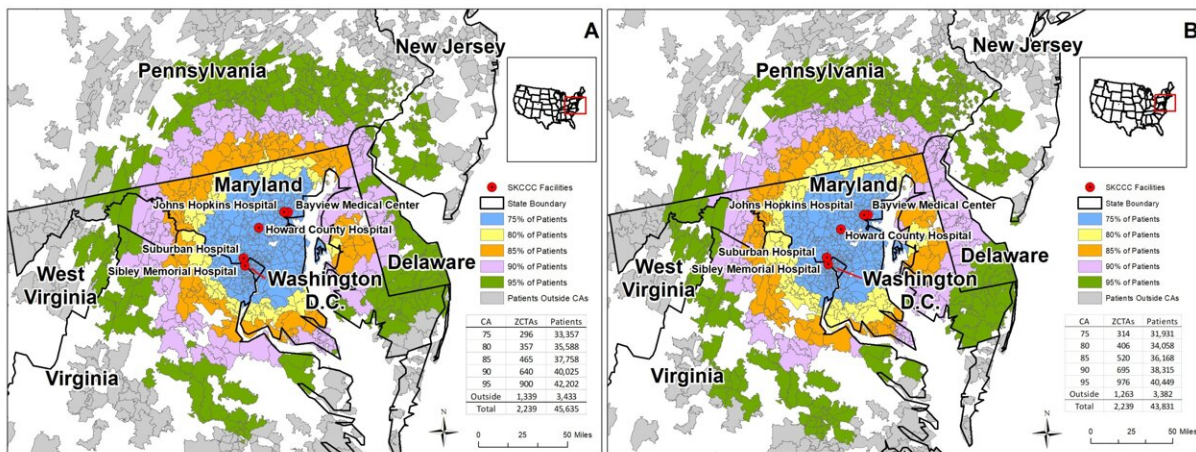 A
New Jersey
Pennsylvania
Maryland
Johns Hopkins Hospital
Bayview Medical Center
Howard County Hospital
Suburban Hospital
Sibley Memorial Hospital
West
Virginia
Washington
D.C.
Delaware
Virginia
SKCCC Facilities
State Boundary
75% of Patients
80% of Patients
85% of Patients
90% of Patients
95% of Patients
Patients Outside CAs
CA ZCTAs Patients
75 296 33,357
80 357 35,588
85 465 37,758
90 640 40,025
95 900 42,202
Outside 1,339 3,433
Total 2,239 45,635
N
0 25 50 Miles
B
New Jersey
Pennsylvania
Maryland
Johns Hopkins Hospital
Bayview Medical Center
Howard County Hospital
Suburban Hospital
Sibley Memorial Hospital
West
Virginia
Washington
D.C.
Delaware
Virginia
SKCCC Facilities
State Boundary
75% of Patients
80% of Patients
85% of Patients
90% of Patients
95% of Patients
Patients Outside CAs
CA ZCTAs Patients
75 314 31,931
80 406 34,058
85 520 36,168
90 695 38,315
95 976 40,449
Outside 1,263 3,382
Total 2,239 43,831
N
0 25 50 Miles